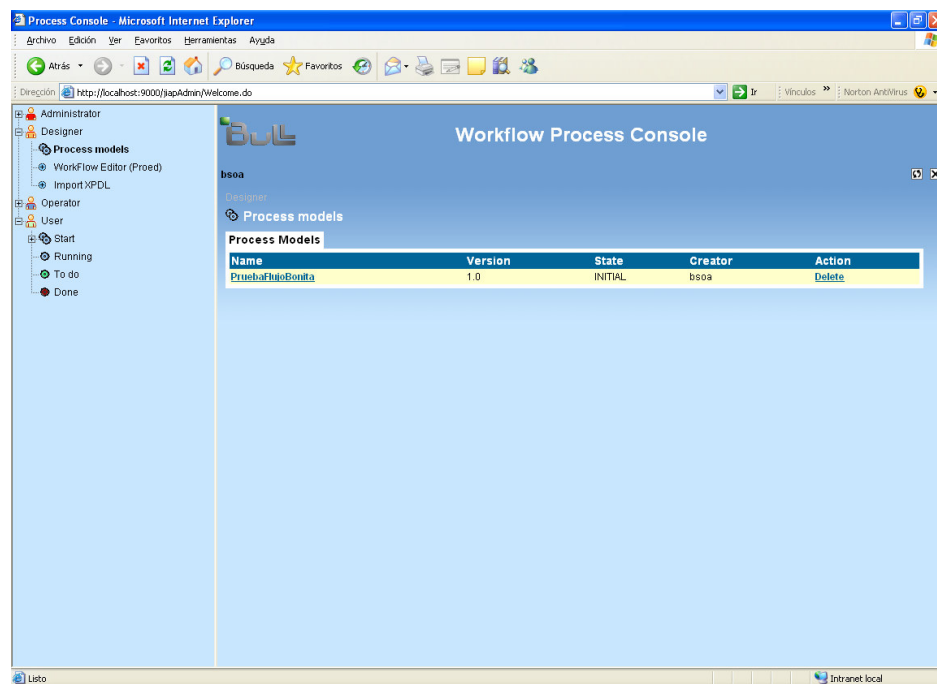 Process Console - Microsoft Internet Explorer
Archivo Edición Ver Favoritos Herramientas Ayuda
Atrás Búsqueda Favoritos
Dirección http://localhost:9000/jiapAdmin/Welcome.do Ir Vínculos » Norton AntiVirus
Administrator
Designer
Process models
WorkFlow Editor (Proed)
Import XPDL
Operator
User
Start
Running
To do
Done
Bull
Workflow Process Console
bsoa
Designer
Process models
Process Models
Name Version State Creator Action
PruebaFlujoBonita 1.0 INITIAL bsoa Delete
Listo Intranet local